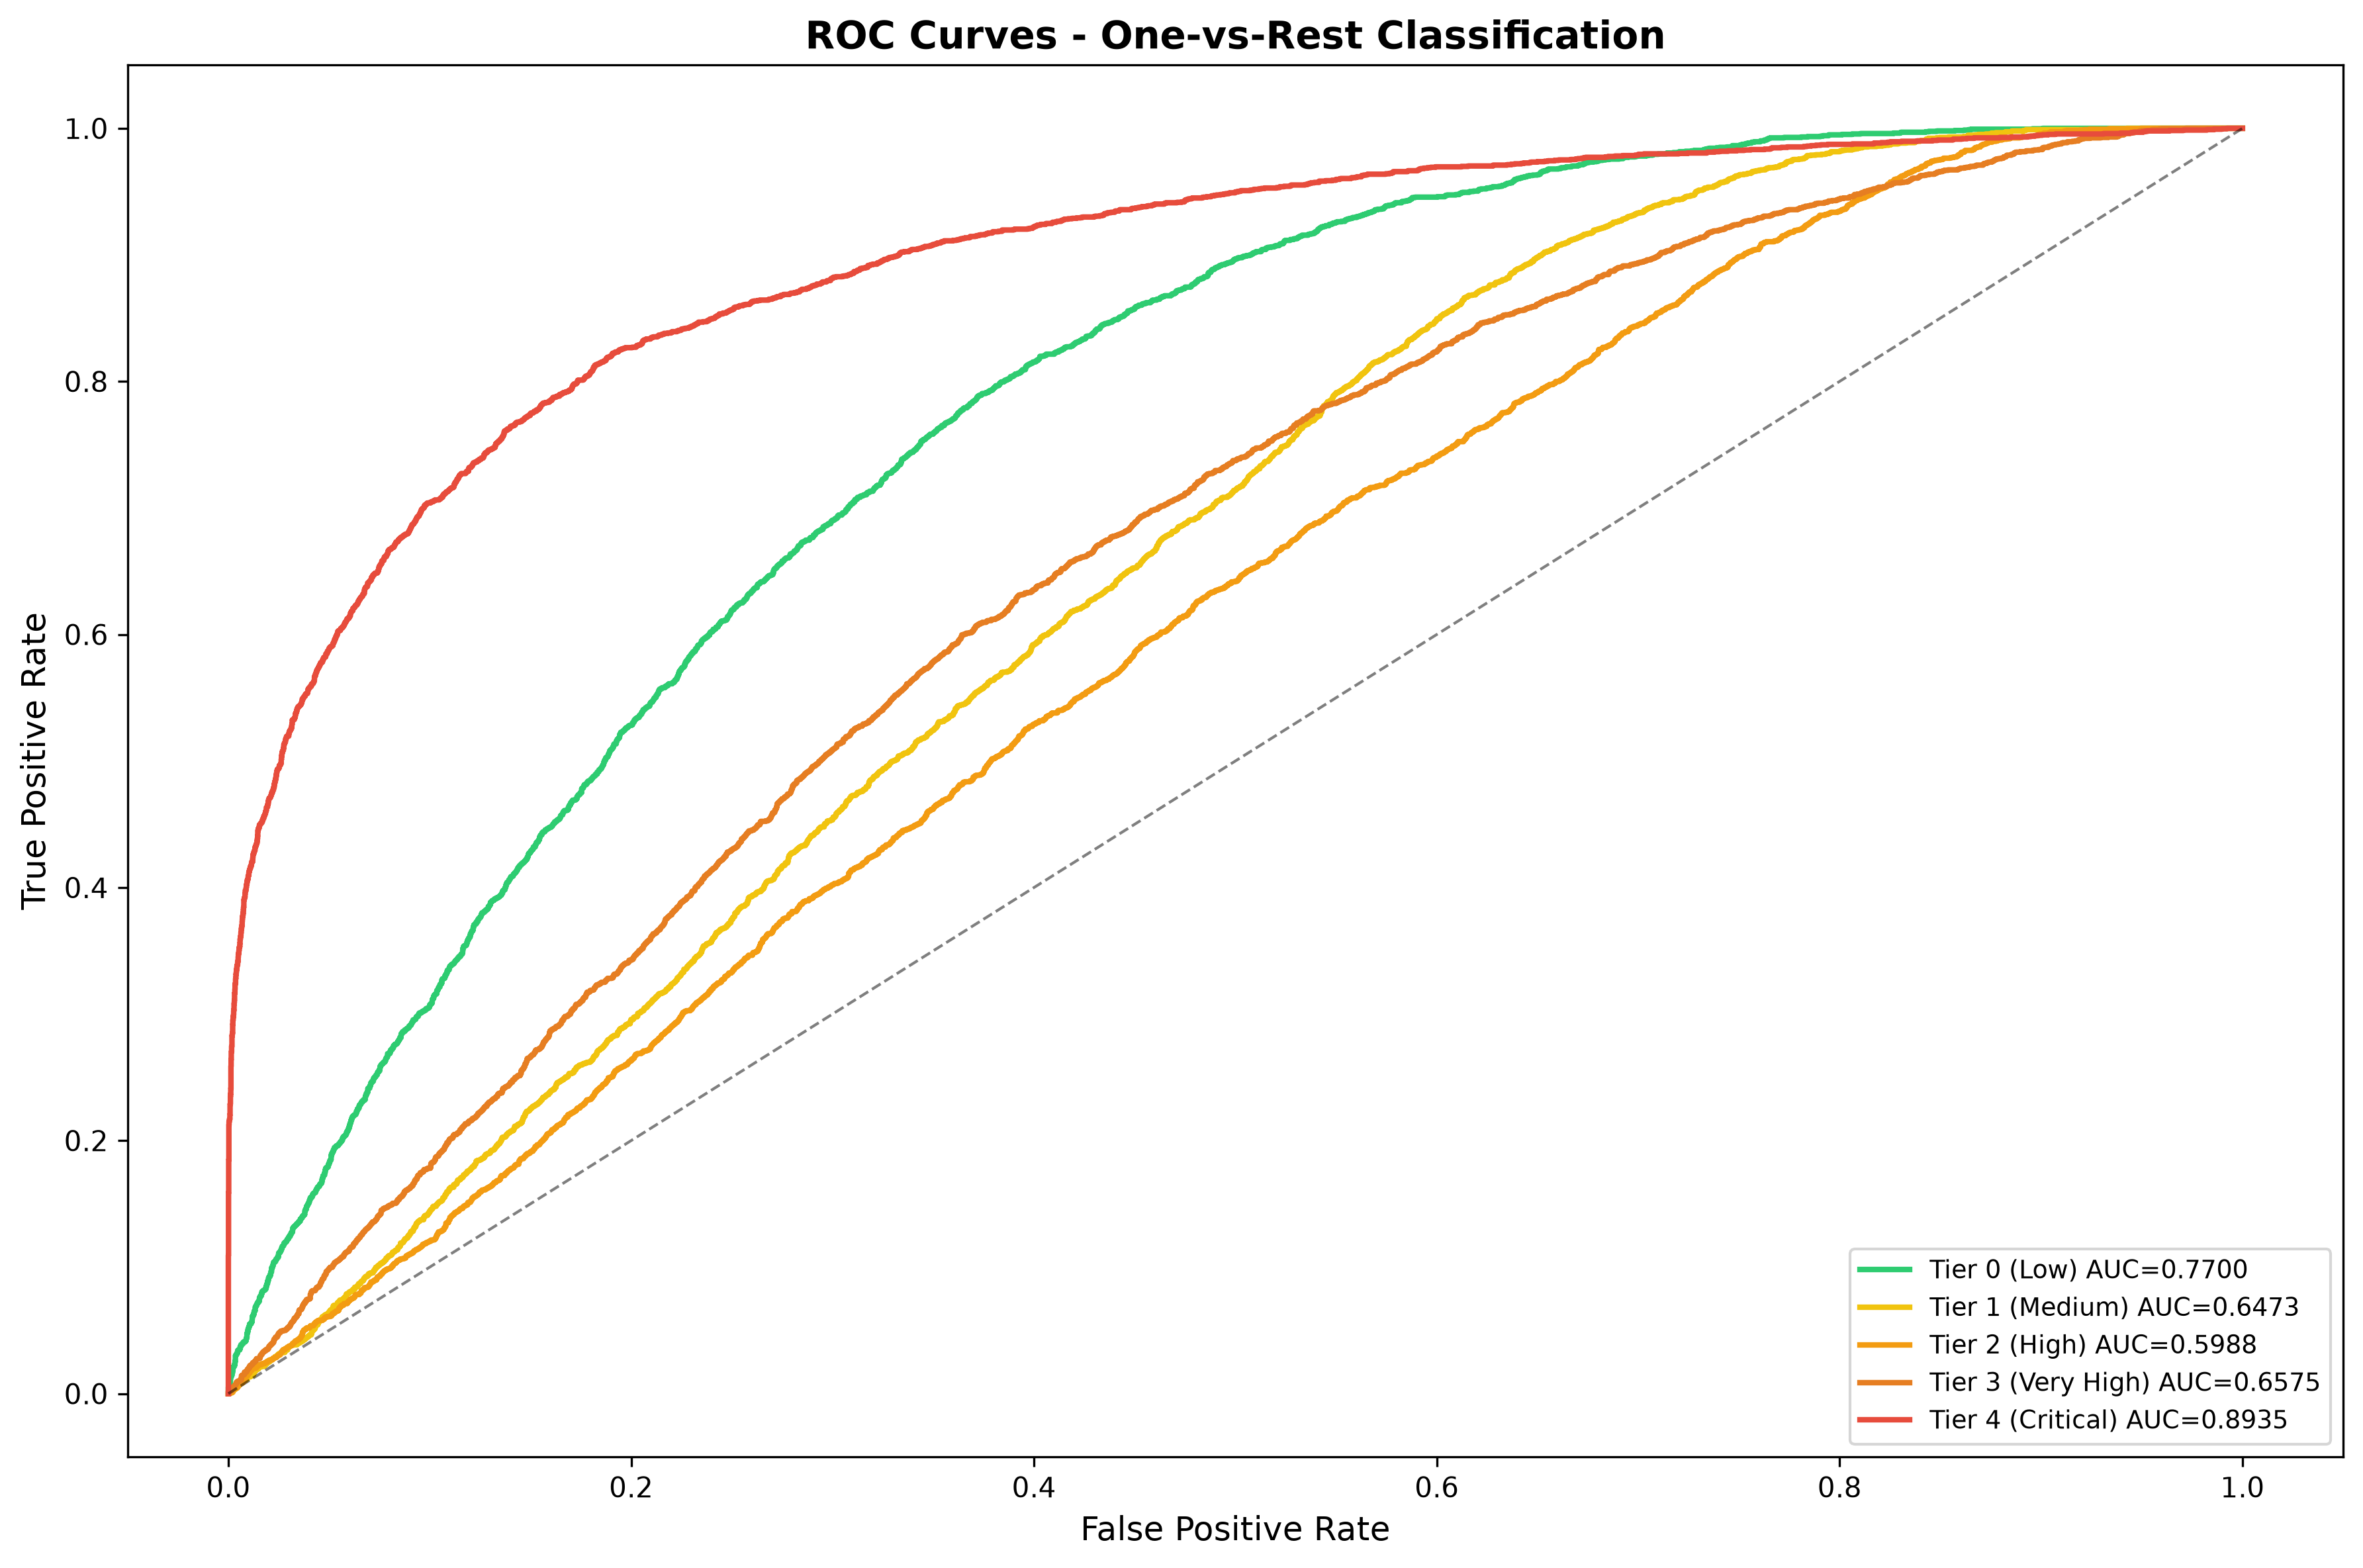 ROC Curves - One-vs-Rest Classification
1.0
0.8
0.6
0.4
0.2
0.0
True Positive Rate
0.0 0.2 0.4 0.6 0.8 1.0
False Positive Rate
Tier 0 (Low) AUC=0.7700
Tier 1 (Medium) AUC=0.6473
Tier 2 (High) AUC=0.5988
Tier 3 (Very High) AUC=0.6575
Tier 4 (Critical) AUC=0.8935